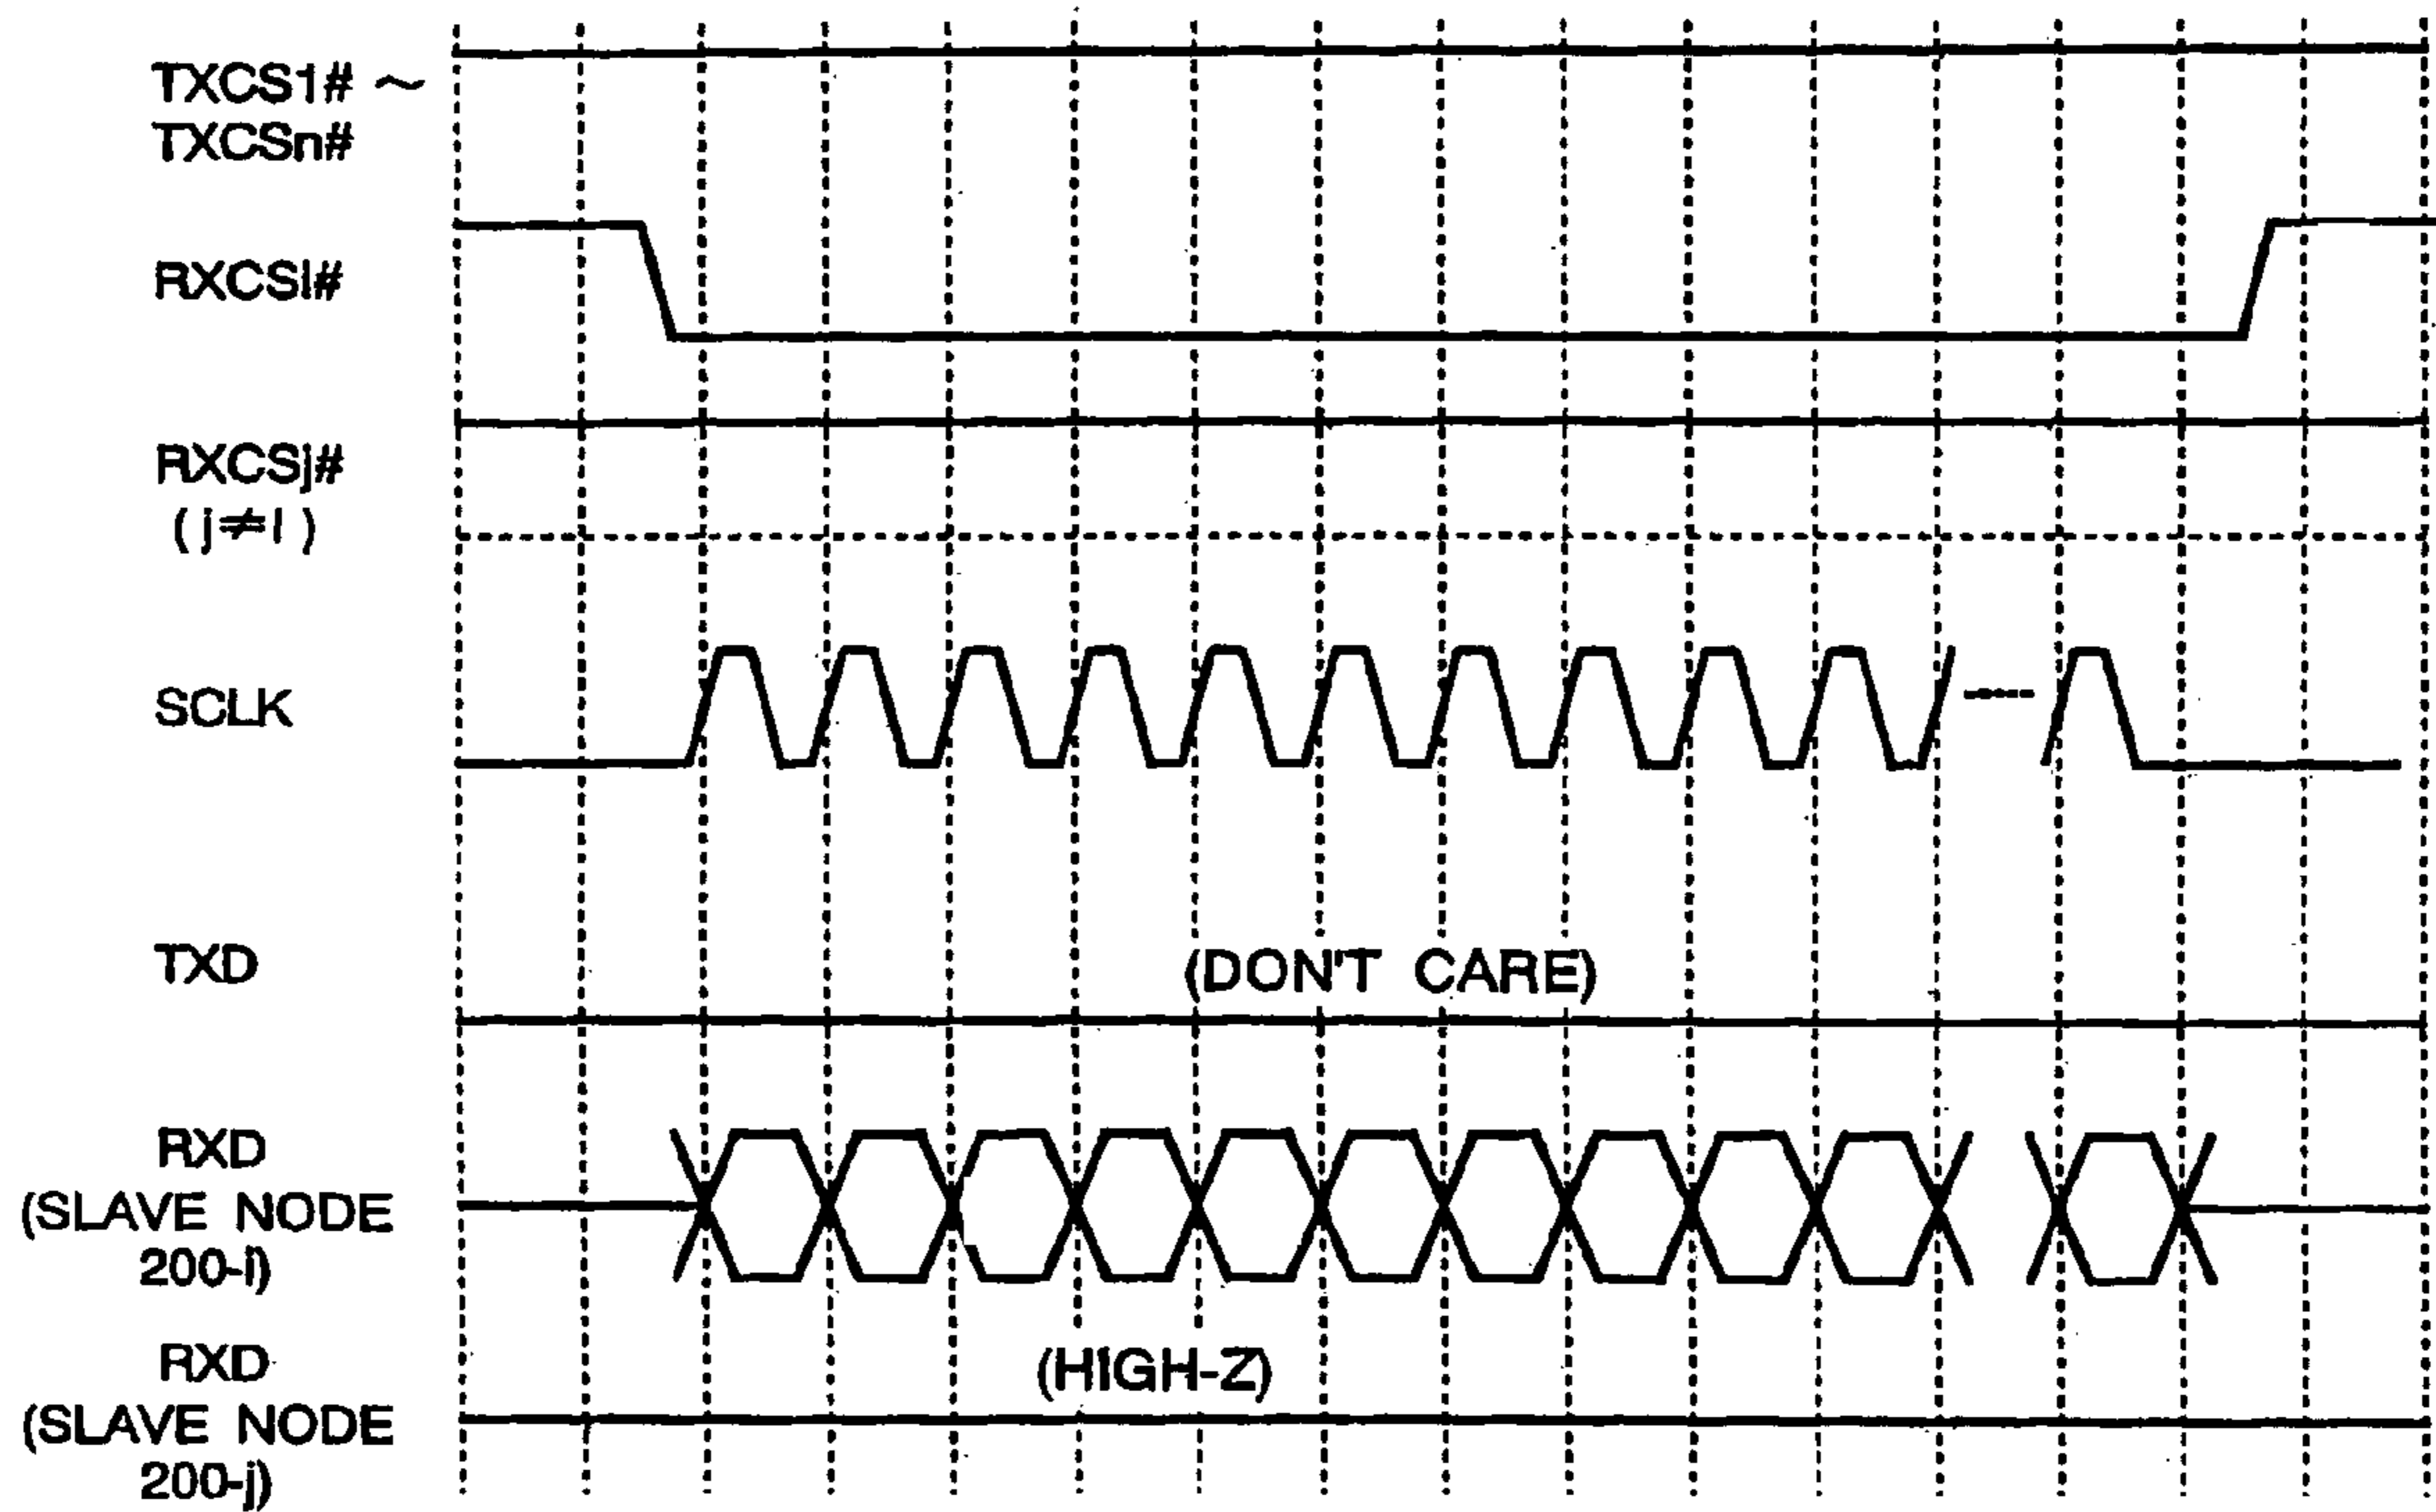 TXCS1# ~
TXCSn#
RXCSi#
RXCSj#
( j≠i )
SCLK
TXD
(DON'T CARE)
RXD
(SLAVE NODE
200-i)
RXD
(SLAVE NODE
200-j)
(HIGH-Z)